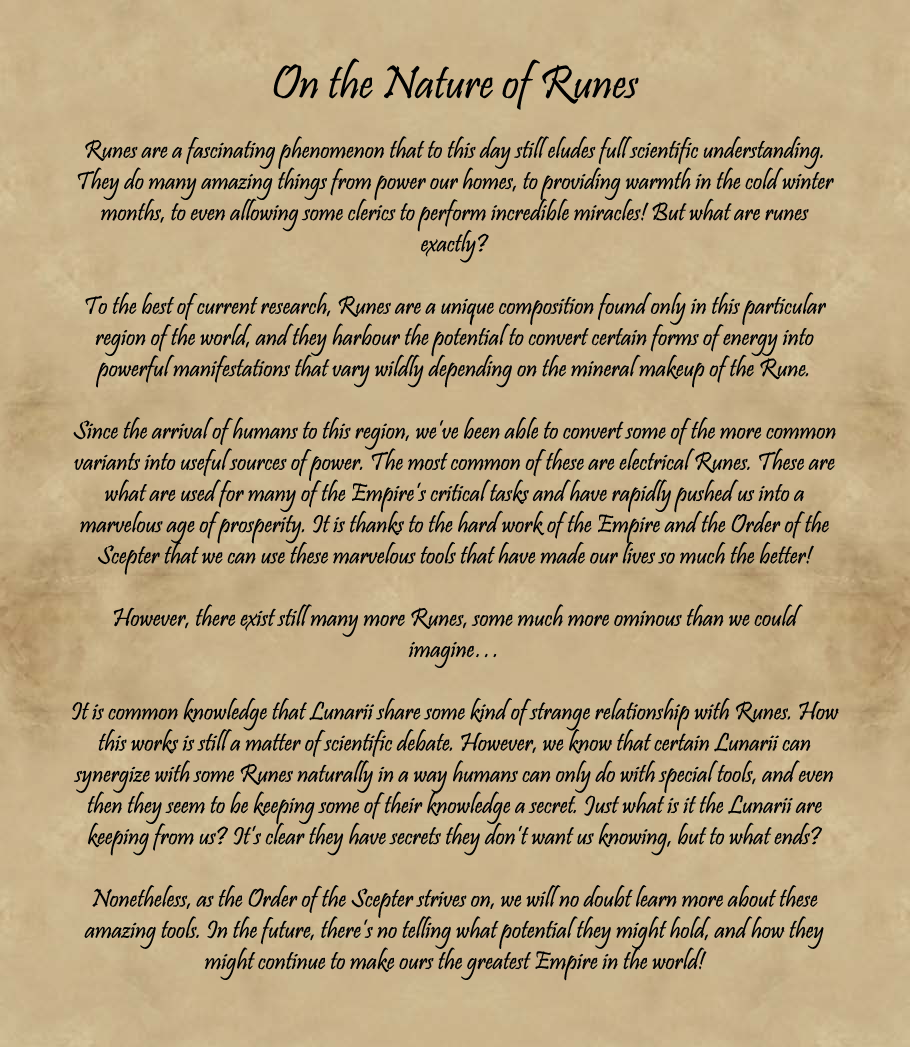 On the Nature of Runes
Runes are a fascinating phenomenon that to this day still eludes full scientific understanding.
They do many amazing things from power our homes, to providing warmth in the cold winter
months, to even allowing some clerics to perform incredible miracles! But what are runes
exactly?
To the best of current research, Runes are a unique composition found only in this particular
region of the world, and they harbour the potential to convert certain forms of energy into
powerful manifestations that vary wildly depending on the mineral makeup of the Rune.
Since the arrival of humans to this region, we've been able to convert some of the more common
variants into useful sources of power. The most common of these are electrical Runes. These are
what are used for many of the Empire's critical tasks and have rapidly pushed us into a
marvelous age of prosperity. It is thanks to the hard work of the Empire and the Order of the
Scepter that we can use these marvelous tools that have made our lives so much the better!
However, there exist still many more Runes, some much more ominous than we could
imagine...
It is common knowledge that Lunarii share some kind of strange relationship with Runes. How
this works is still a matter of scientific debate. However, we know that certain Lunarii can
synergize with some Runes naturally in a way humans can only do with special tools, and even
then they seem to be keeping some of their knowledge a secret. Just what is it the Lunarii are
keeping from us? It's clear they have secrets they don't want us knowing, but to what ends?
Nonetheless, as the Order of the Scepter strives on, we will no doubt learn more about these
amazing tools. In the future, there's no telling what potential they might hold, and how they
might continue to make ours the greatest Empire in the world!